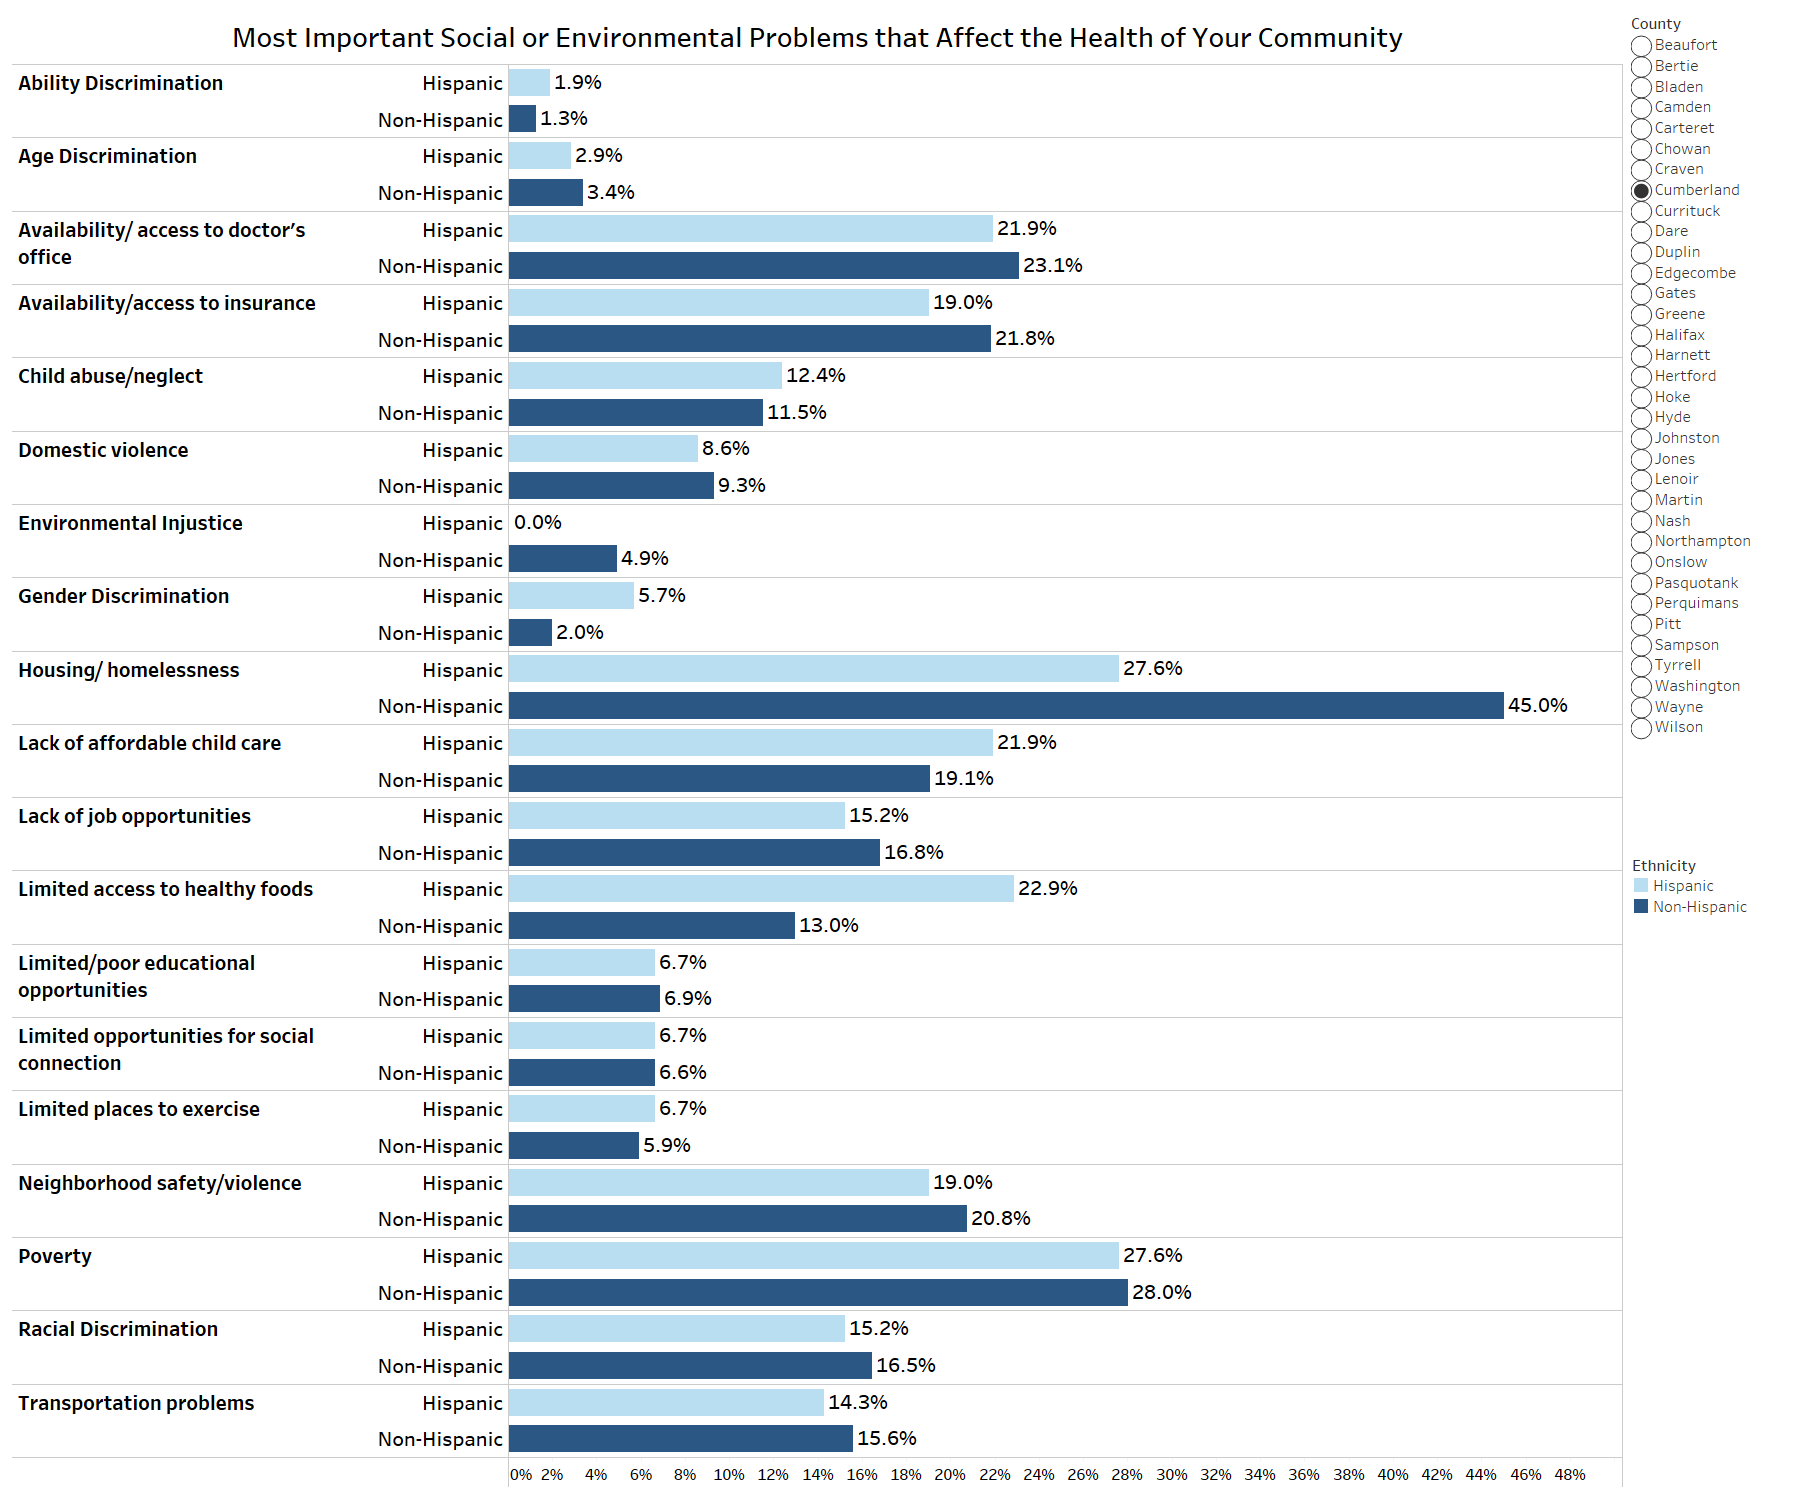 Most Important Social or Environmental Problems that Affect the Health of Your Community
Ability Discrimination
Hispanic 1.9%
Non-Hispanic 1.3%
Age Discrimination
Hispanic 2.9%
Non-Hispanic 3.4%
Availability/ access to doctor’s
office
Hispanic 21.9%
Non-Hispanic 23.1%
Availability/access to insurance
Hispanic 19.0%
Non-Hispanic 21.8%
Child abuse/neglect
Hispanic 12.4%
Non-Hispanic 11.5%
Domestic violence
Hispanic 8.6%
Non-Hispanic 9.3%
Environmental Injustice
Hispanic 0.0%
Non-Hispanic 4.9%
Gender Discrimination
Hispanic 5.7%
Non-Hispanic 2.0%
Housing/ homelessness
Hispanic 27.6%
Non-Hispanic 45.0%
Lack of affordable child care
Hispanic 21.9%
Non-Hispanic 19.1%
Lack of job opportunities
Hispanic 15.2%
Non-Hispanic 16.8%
Limited access to healthy foods
Hispanic 22.9%
Non-Hispanic 13.0%
Limited/poor educational
opportunities
Hispanic 6.7%
Non-Hispanic 6.9%
Limited opportunities for social
connection
Hispanic 6.7%
Non-Hispanic 6.6%
Limited places to exercise
Hispanic 6.7%
Non-Hispanic 5.9%
Neighborhood safety/violence
Hispanic 19.0%
Non-Hispanic 20.8%
Poverty
Hispanic 27.6%
Non-Hispanic 28.0%
Racial Discrimination
Hispanic 15.2%
Non-Hispanic 16.5%
Transportation problems
Hispanic 14.3%
Non-Hispanic 15.6%
0% 2% 4% 6% 8% 10% 12% 14% 16% 18% 20% 22% 24% 26% 28% 30% 32% 34% 36% 38% 40% 42% 44% 46% 48%
County
Beaufort
Bertie
Bladen
Camden
Carteret
Chowan
Craven
Cumberland
Currituck
Dare
Duplin
Edgecombe
Gates
Greene
Halifax
Harnett
Hertford
Hoke
Hyde
Johnston
Jones
Lenoir
Martin
Nash
Northampton
Onslow
Pasquotank
Perquimans
Pitt
Sampson
Tyrrell
Washington
Wayne
Wilson
Ethnicity
Hispanic
Non-Hispanic